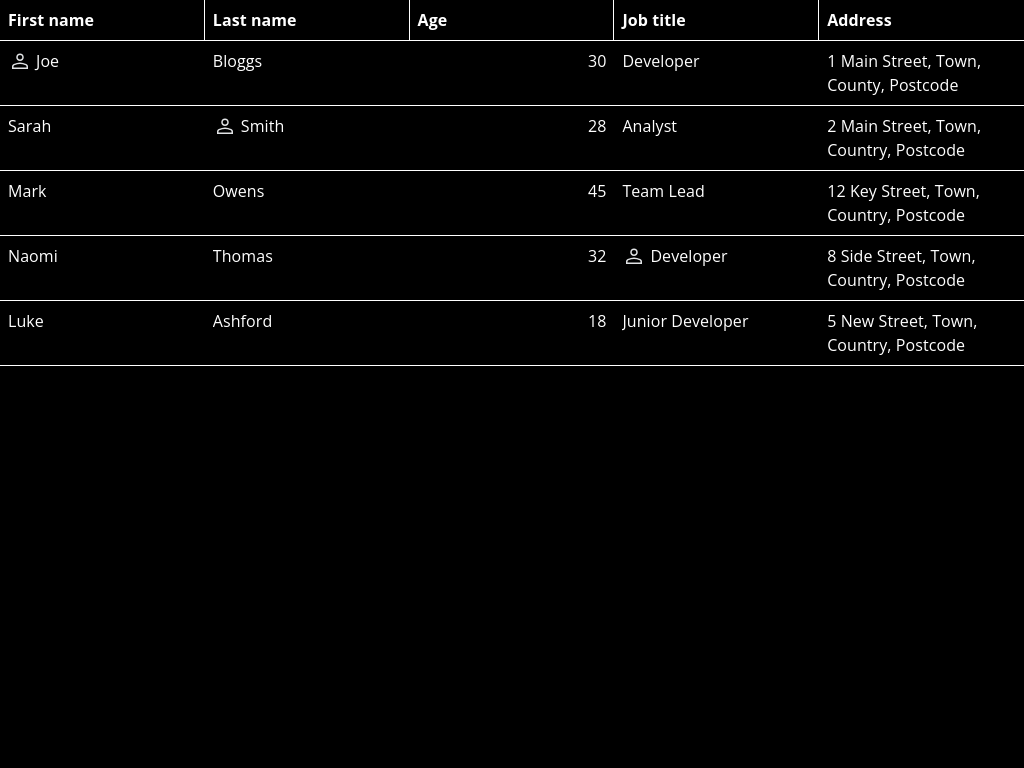 First name Last name Age Job title Address
Joe Bloggs 30 Developer 1 Main Street, Town,
County, Postcode
Sarah Smith 28 Analyst 2 Main Street, Town,
Country, Postcode
Mark Owens 45 Team Lead 12 Key Street, Town,
Country, Postcode
Naomi Thomas 32 Developer 8 Side Street, Town,
Country, Postcode
Luke Ashford 18 Junior Developer 5 New Street, Town,
Country, Postcode